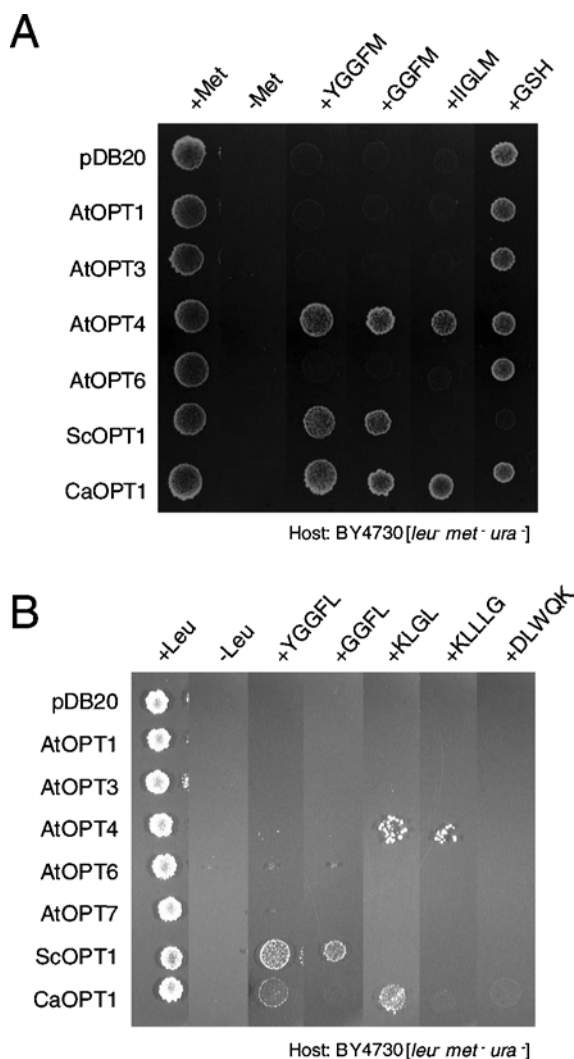 A
+Met -Met +YGGFM +GGFM +IIGLM +GSH
pDB20
AtOPT1
AtOPT3
AtOPT4
AtOPT6
ScOPT1
CaOPT1
Host: BY4730 [leu- met- ura-]
B
+Leu -Leu +YGGFL +GGFL +KLGL +KLLLG +DLWQK
pDB20
AtOPT1
AtOPT3
AtOPT4
AtOPT6
AtOPT7
ScOPT1
CaOPT1
Host: BY4730 [leu- met- ura-]